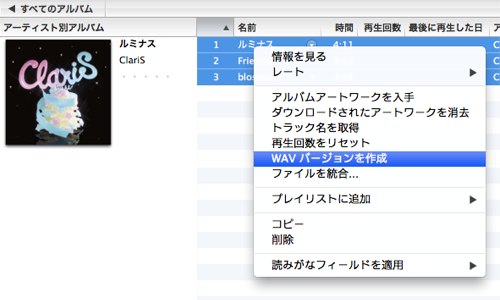 すべてのアルバム
アーティスト別アルバム
名前 時間 再生回数 最後に再生した日 ア
ClariS
ルミナス
ClariS
1 ルミナス 4:11 C
2 Frie
3 blos
情報を見る
レート
アルバムアートワークを入手
ダウンロードされたアートワークを消去
トラック名を取得
再生回数をリセット
WAV バージョンを作成
ファイルを統合...
プレイリストに追加
コピー
削除
読みがなフィールドを適用